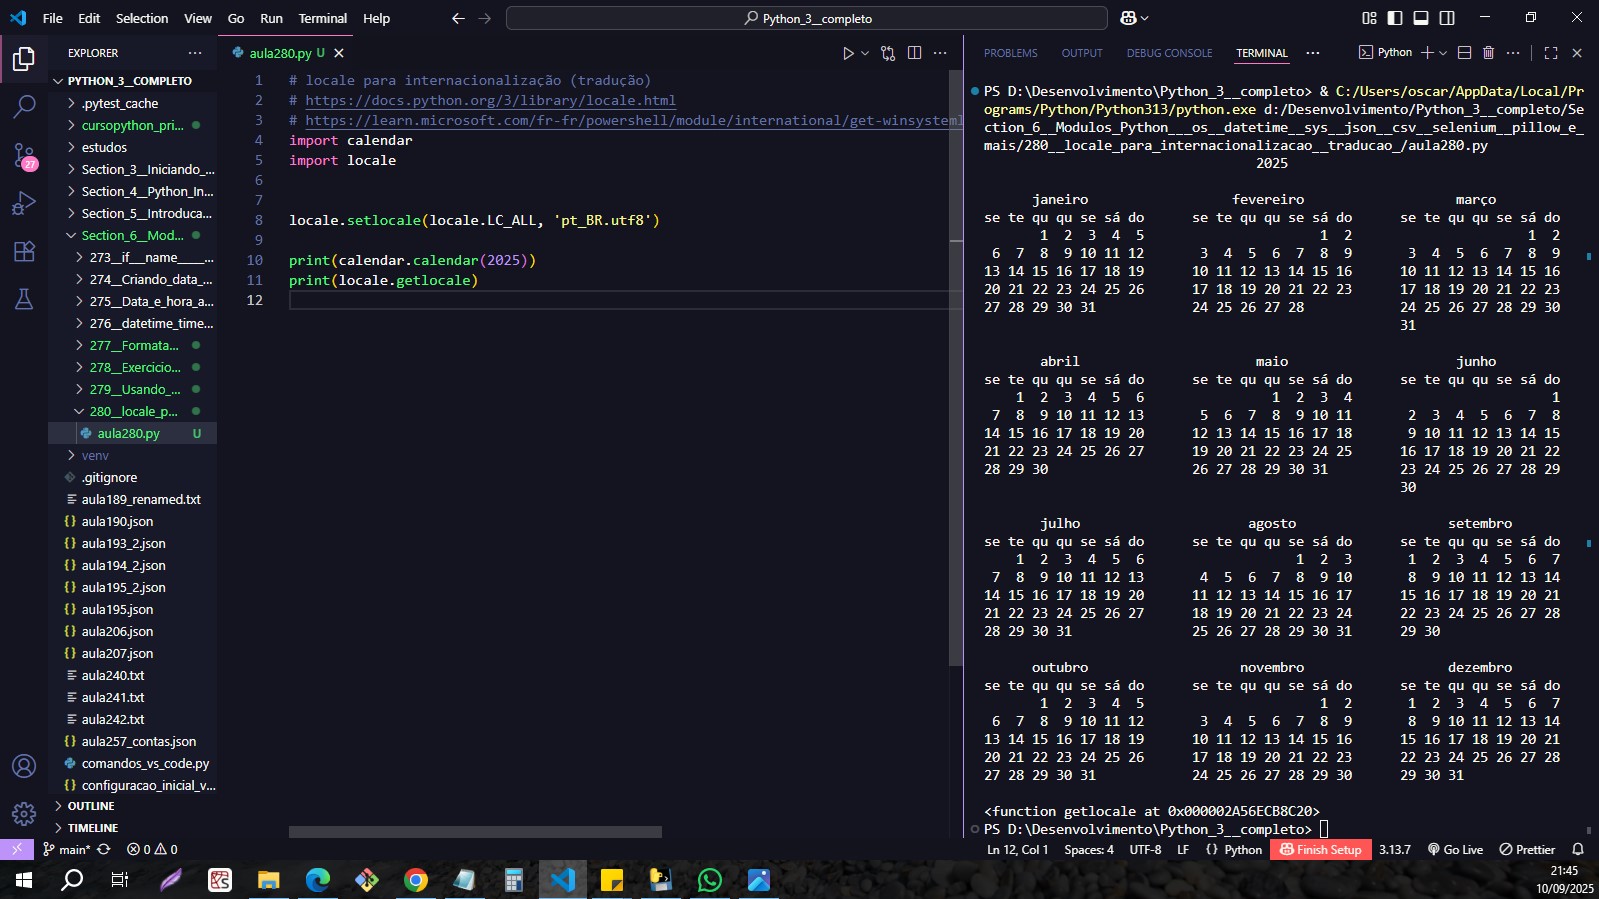 File Edit Selection View Go Run Terminal Help
Python_3__completo
EXPLORER
PYTHON_3__COMPLETO
.pytest_cache
cursopython_pri...
estudos
Section_3__Iniciando_...
Section_4__Python_In...
Section_5__Introduca...
Section_6__Mod...
273__if__name____...
274__Criando_data_...
275__Data_e_hora_a...
276__datetime_time...
277__Formata...
278__Exercicio...
279__Usando_...
280__locale_p...
aula280.py U
venv
.gitignore
aula189_renamed.txt
aula190.json
aula193_2.json
aula194_2.json
aula195_2.json
aula195.json
aula206.json
aula207.json
aula240.txt
aula241.txt
aula242.txt
aula257_contas.json
comandos_vs_code.py
configuracao_inicial_v...
OUTLINE
TIMELINE
27
aula280.py U
1 # locale para internacionalização (tradução)
2 # https://docs.python.org/3/library/locale.html
3 # https://learn.microsoft.com/fr-fr/powershell/module/international/get-winsysteml
4 import calendar
5 import locale
6
7
8 locale.setlocale(locale.LC_ALL, 'pt_BR.utf8')
9
10 print(calendar.calendar(2025))
11 print(locale.getlocale)
12
PROBLEMS OUTPUT DEBUG CONSOLE TERMINAL Python
PS D:\Desenvolvimento\Python_3__completo> & C:/Users/oscar/AppData/Local/Pr
ograms/Python/Python313/python.exe d:/Desenvolvimento/Python_3__completo/Se
ction_6__Modulos_Python___os__datetime__sys__json__csv__selenium__pillow_e_
mais/280__locale_para_internacionalizacao__traducao_/aula280.py
2025
janeiro fevereiro março
se te qu qu se sá do se te qu qu se sá do se te qu qu se sá do
1 2 3 4 5 1 2 1 2
6 7 8 9 10 11 12 3 4 5 6 7 8 9 3 4 5 6 7 8 9
13 14 15 16 17 18 19 10 11 12 13 14 15 16 10 11 12 13 14 15 16
20 21 22 23 24 25 26 17 18 19 20 21 22 23 17 18 19 20 21 22 23
27 28 29 30 31 24 25 26 27 28 24 25 26 27 28 29 30
31
abril maio junho
se te qu qu se sá do se te qu qu se sá do se te qu qu se sá do
1 2 3 4 5 6 1 2 3 4 1
7 8 9 10 11 12 13 5 6 7 8 9 10 11 2 3 4 5 6 7 8
14 15 16 17 18 19 20 12 13 14 15 16 17 18 9 10 11 12 13 14 15
21 22 23 24 25 26 27 19 20 21 22 23 24 25 16 17 18 19 20 21 22
28 29 30 26 27 28 29 30 31 23 24 25 26 27 28 29
30
julho agosto setembro
se te qu qu se sá do se te qu qu se sá do se te qu qu se sá do
1 2 3 4 5 6 1 2 3 1 2 3 4 5 6 7
7 8 9 10 11 12 13 4 5 6 7 8 9 10 8 9 10 11 12 13 14
14 15 16 17 18 19 20 11 12 13 14 15 16 17 15 16 17 18 19 20 21
21 22 23 24 25 26 27 18 19 20 21 22 23 24 22 23 24 25 26 27 28
28 29 30 31 25 26 27 28 29 30 31 29 30
outubro novembro dezembro
se te qu qu se sá do se te qu qu se sá do se te qu qu se sá do
1 2 3 4 5 1 2 1 2 3 4 5 6 7
6 7 8 9 10 11 12 3 4 5 6 7 8 9 8 9 10 11 12 13 14
13 14 15 16 17 18 19 10 11 12 13 14 15 16 15 16 17 18 19 20 21
20 21 22 23 24 25 26 17 18 19 20 21 22 23 22 23 24 25 26 27 28
27 28 29 30 31 24 25 26 27 28 29 30 29 30 31
<function getlocale at 0x000002A56ECB8C20>
PS D:\Desenvolvimento\Python_3__completo>
main* 0 0 Ln 12, Col 1 Spaces: 4 UTF-8 LF Python Finish Setup 3.13.7 Go Live Prettier
21:45
10/09/2025